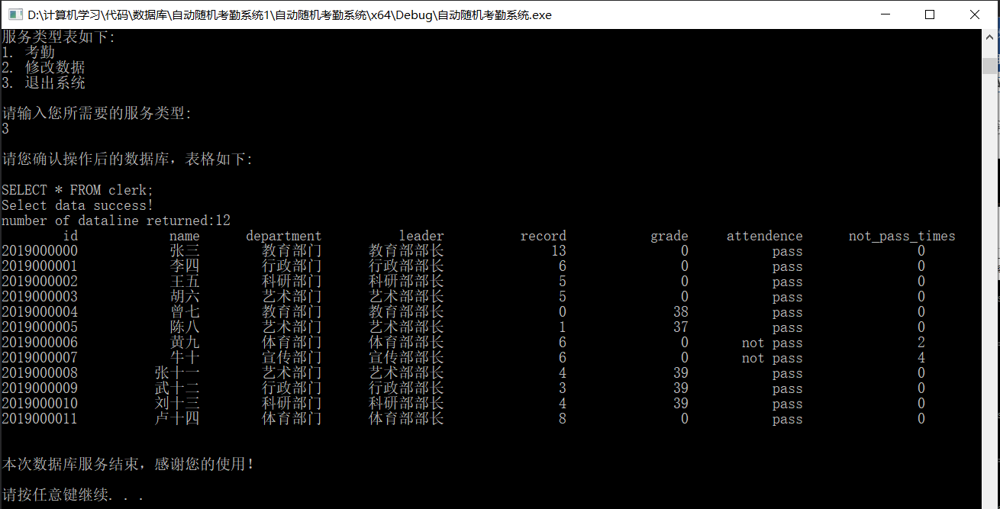 D:\计算机学习\代码\数据库\自动随机考勤系统1\自动随机考勤系统\x64\Debug\自动随机考勤系统.exe
服务类型表如下:
1. 考勤
2. 修改数据
3. 退出系统
请输入您所需要的服务类型:
3
请您确认操作后的数据库，表格如下:
SELECT * FROM clerk;
Select data success!
number of dataline returned:12
id name department leader record grade attendence not_pass_times
2019000000 张三 教育部门 教育部部长 13 0 pass 0
2019000001 李四 行政部门 行政部部长 6 0 pass 0
2019000002 王五 科研部门 科研部部长 5 0 pass 0
2019000003 胡六 艺术部门 艺术部部长 5 0 pass 0
2019000004 曾七 教育部门 教育部部长 0 38 pass 0
2019000005 陈八 艺术部门 艺术部部长 1 37 pass 0
2019000006 黄九 体育部门 体育部部长 6 0 not pass 2
2019000007 牛十 宣传部门 宣传部部长 6 0 not pass 4
2019000008 张十一 艺术部门 艺术部部长 4 39 pass 0
2019000009 武十二 行政部门 行政部部长 3 39 pass 0
2019000010 刘十三 科研部门 科研部部长 4 39 pass 0
2019000011 卢十四 体育部门 体育部部长 8 0 pass 0
本次数据库服务结束，感谢您的使用！
请按任意键继续. . .